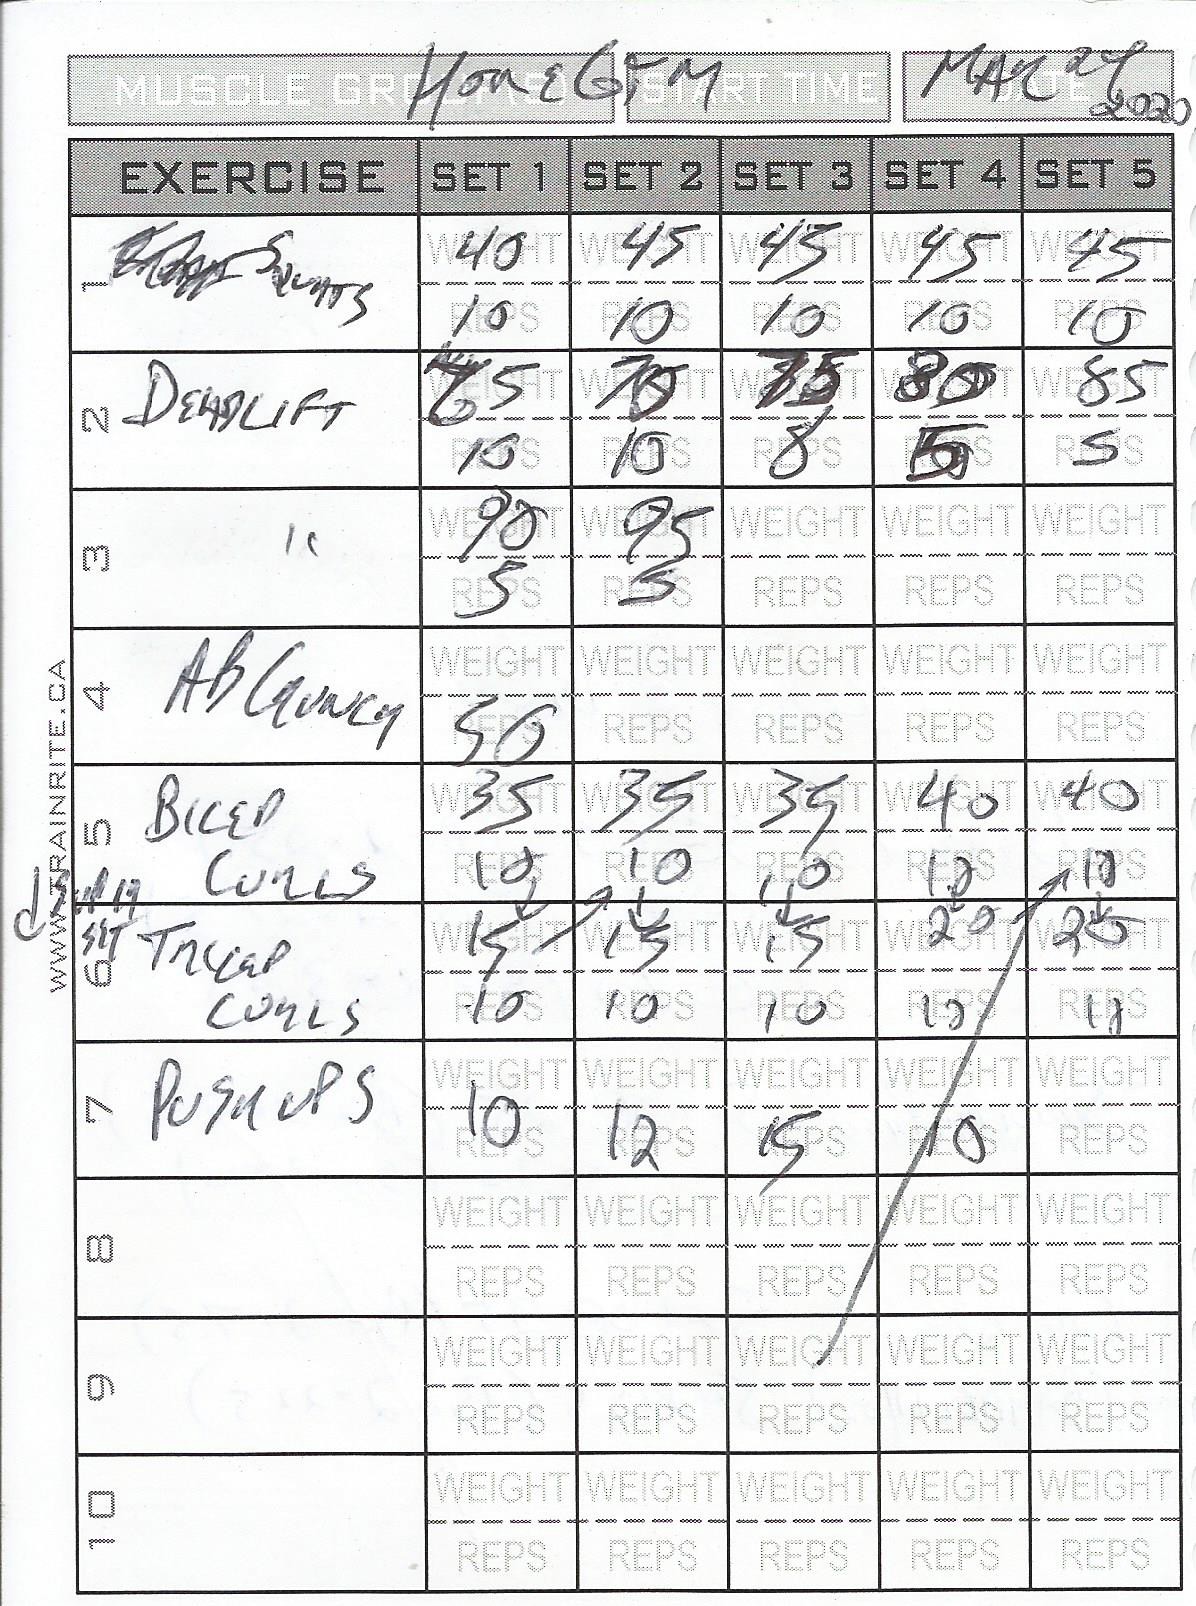 MUSCLE GROUP(S) START TIME DATE
HOME GYM MAR 24
2020
EXERCISE SET 1 SET 2 SET 3 SET 4 SET 5
1 SQUATS
WEIGHT 40 WEIGHT 45 WEIGHT 45 WEIGHT 45 WEIGHT 45
REPS 10 REPS 10 REPS 10 REPS 10 REPS 10
2 DEADLIFT
WEIGHT 65 WEIGHT 70 WEIGHT 75 WEIGHT 80 WEIGHT 85
REPS 10 REPS 10 REPS 8 REPS 5 REPS 5
3 "
WEIGHT 90 WEIGHT 95 WEIGHT WEIGHT WEIGHT
REPS 5 REPS 5 REPS REPS REPS
4 AB CRUNCH
WEIGHT WEIGHT WEIGHT WEIGHT WEIGHT
REPS 50 REPS REPS REPS REPS
5 BICEP
CURLS
WEIGHT 35 WEIGHT 35 WEIGHT 35 WEIGHT 40 WEIGHT 40
REPS 10 REPS 10 REPS 10 REPS 10 REPS 10
SET
6 TRICEP
CURLS
WEIGHT 15 WEIGHT 15 WEIGHT 15 WEIGHT 20 WEIGHT 20
REPS 10 REPS 10 REPS 10 REPS 10 REPS
7 PUSH UPS
WEIGHT WEIGHT WEIGHT WEIGHT WEIGHT
REPS 10 REPS 12 REPS 15 REPS 10 REPS
8
WEIGHT WEIGHT WEIGHT WEIGHT WEIGHT
REPS REPS REPS REPS REPS
9
WEIGHT WEIGHT WEIGHT WEIGHT WEIGHT
REPS REPS REPS REPS REPS
10
WEIGHT WEIGHT WEIGHT WEIGHT WEIGHT
REPS REPS REPS REPS REPS
WWW.TRAINRITE.CA